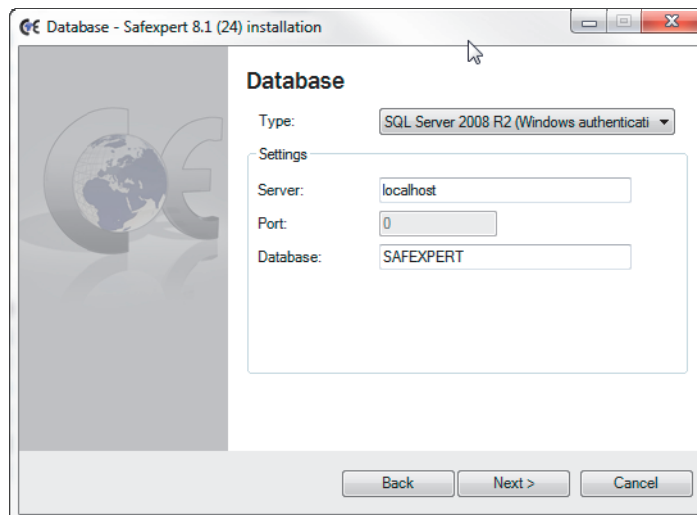 Database - Safexpert 8.1 (24) installation
Database
Type: SQL Server 2008 R2 (Windows authenticati
Settings
Server: localhost
Port: 0
Database: SAFEXPERT
Back Next > Cancel